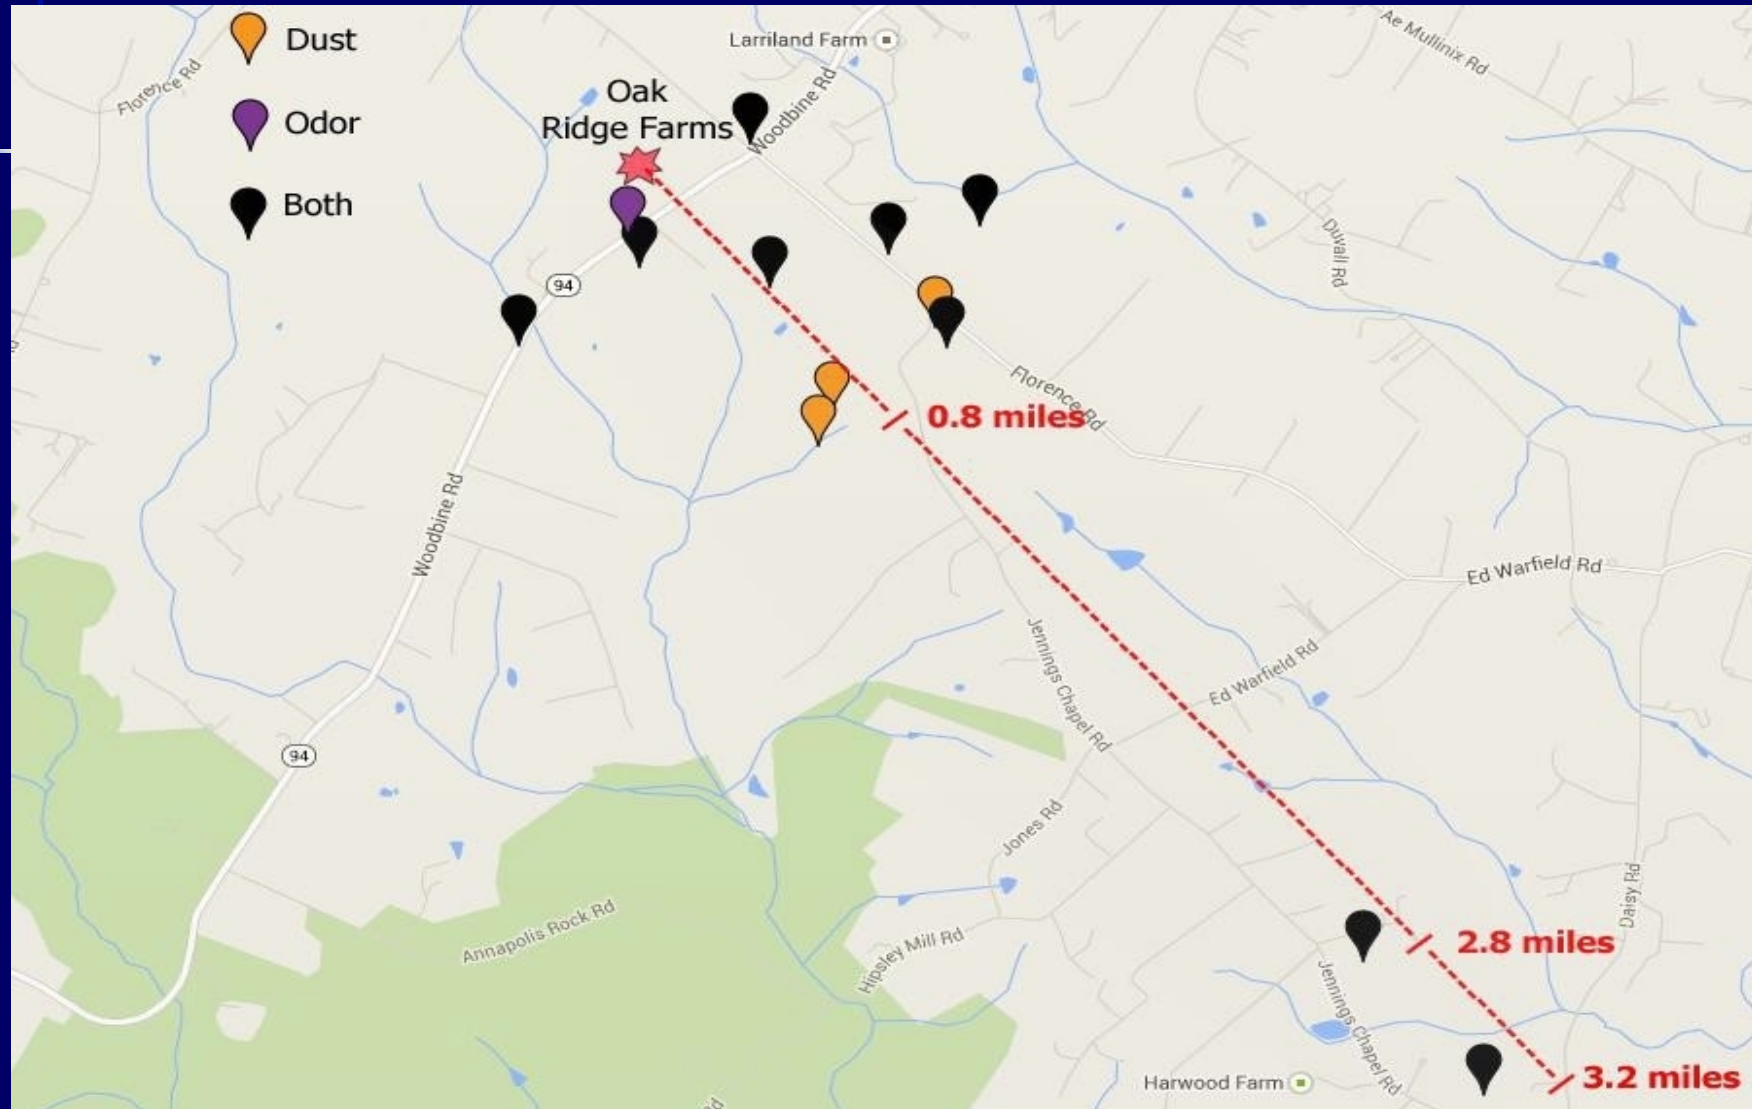 Dust
Odor
Both
Florence Rd
Larriland Farm
Ae Mullinix Rd
Oak
Ridge Farms
Woodbine Rd
94
Duvall Rd
Florence Rd
0.8 miles
Woodbine Rd
Ed Warfield Rd
Jennings Chapel Rd
Ed Warfield Rd
94
Jones Rd
Daisy Rd
Annapolis Rock Rd
Hipsley Mill Rd
2.8 miles
Jennings Chapel Rd
Harwood Farm
3.2 miles